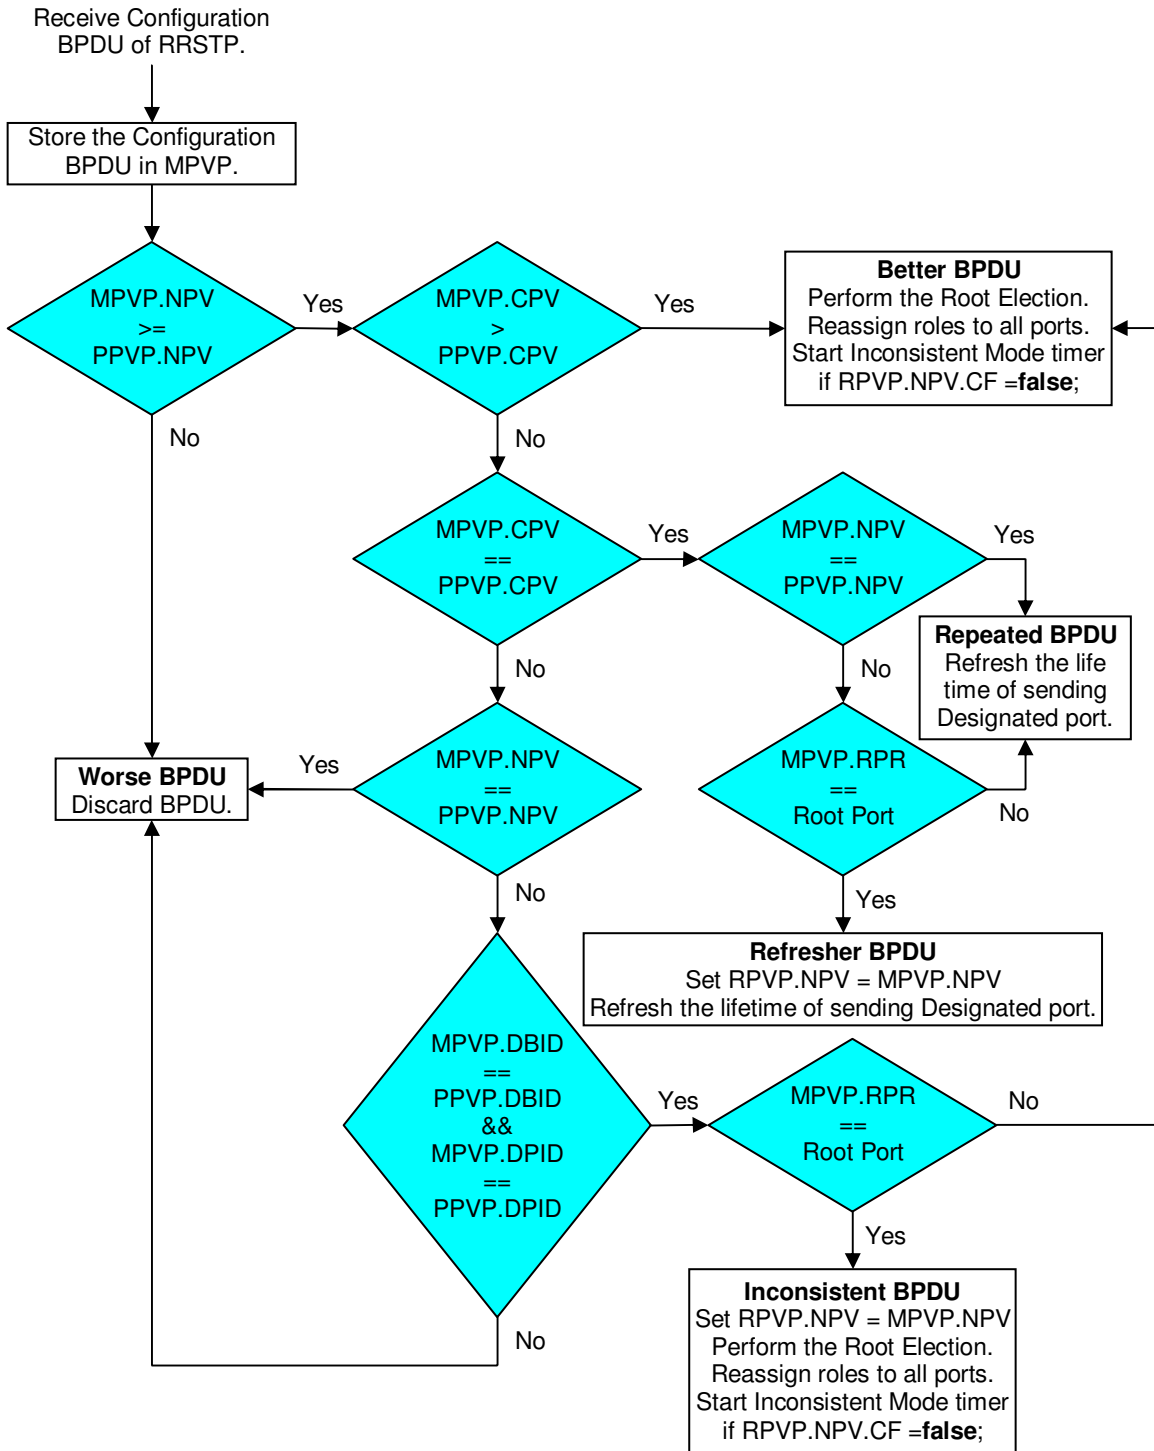 Receive Configuration
BPDU of RRSTP.
Store the Configuration
BPDU in MPVP.
MPVP.NPV
>=
PPVP.NPV
Yes
No
MPVP.CPV
>
PPVP.CPV
Yes
No
Better BPDU
Perform the Root Election.
Reassign roles to all ports.
Start Inconsistent Mode timer
if RPVP.NPV.CF =false;
MPVP.CPV
==
PPVP.CPV
Yes
No
MPVP.NPV
==
PPVP.NPV
Yes
No
Repeated BPDU
Refresh the life
time of sending
Designated port.
Worse BPDU
Discard BPDU.
Yes
MPVP.NPV
==
PPVP.NPV
No
MPVP.RPR
==
Root Port
No
Yes
Refresher BPDU
Set RPVP.NPV = MPVP.NPV
Refresh the lifetime of sending Designated port.
MPVP.DBID
==
PPVP.DBID
&&
MPVP.DPID
==
PPVP.DPID
Yes
No
MPVP.RPR
==
Root Port
No
Yes
Inconsistent BPDU
Set RPVP.NPV = MPVP.NPV
Perform the Root Election.
Reassign roles to all ports.
Start Inconsistent Mode timer
if RPVP.NPV.CF =false;